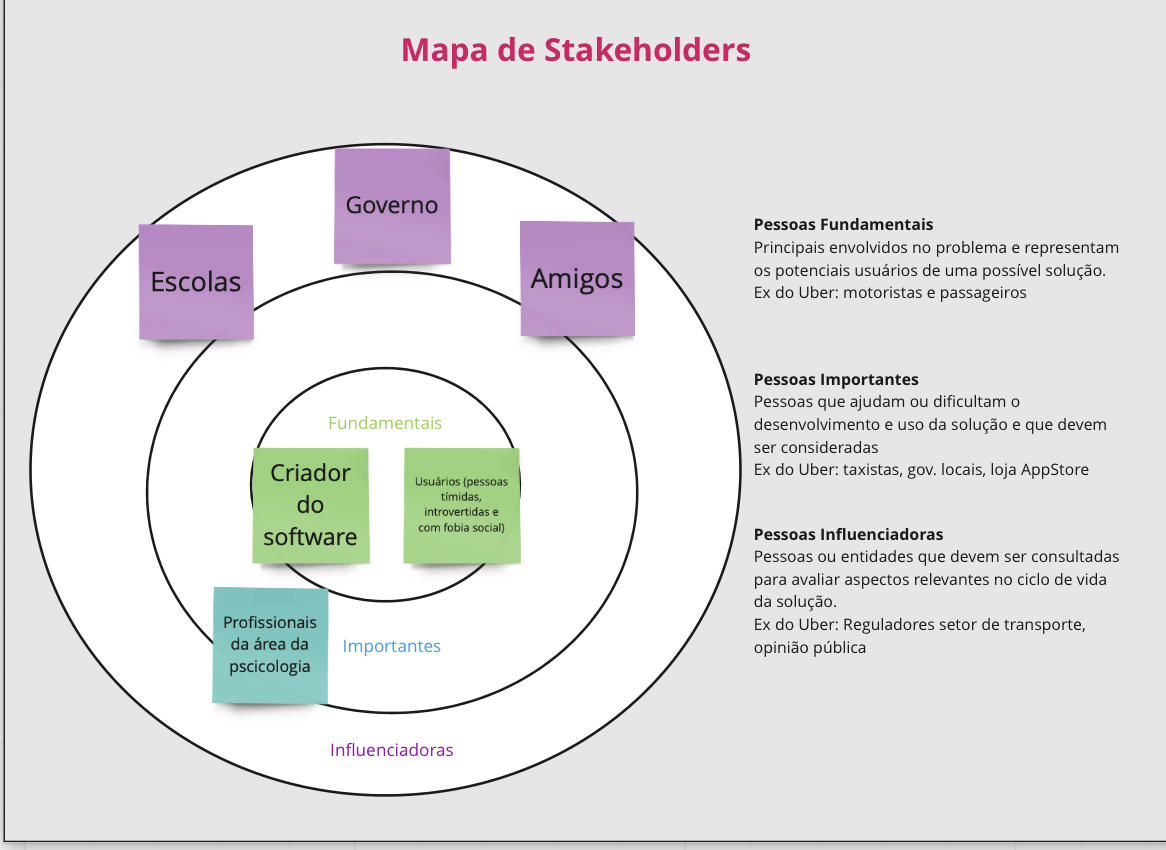 Mapa de Stakeholders
Governo
Escolas
Amigos
Fundamentais
Criador
do
software
Usuários (pessoas
tímidas,
introvertidas e
com fobia social)
Profissionais
da área da
pscicologia
Importantes
Influenciadoras
Pessoas Fundamentais
Principais envolvidos no problema e representam
os potenciais usuários de uma possível solução.
Ex do Uber: motoristas e passageiros
Pessoas Importantes
Pessoas que ajudam ou dificultam o
desenvolvimento e uso da solução e que devem
ser consideradas
Ex do Uber: taxistas, gov. locais, loja AppStore
Pessoas Influenciadoras
Pessoas ou entidades que devem ser consultadas
para avaliar aspectos relevantes no ciclo de vida
da solução.
Ex do Uber: Reguladores setor de transporte,
opinião pública